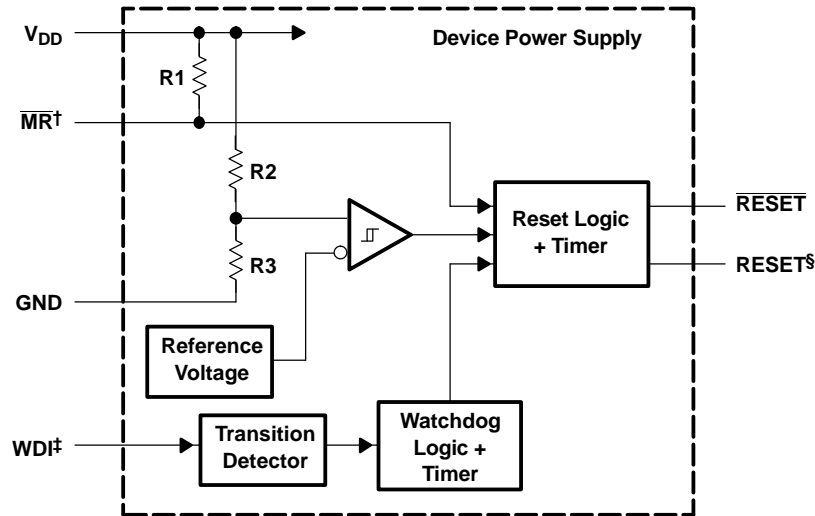 VDD
Device Power Supply
R1
MR†
R2
Reset Logic
+ Timer
RESET
R3
RESET§
GND
Reference
Voltage
WDI‡
Transition
Detector
Watchdog
Logic +
Timer